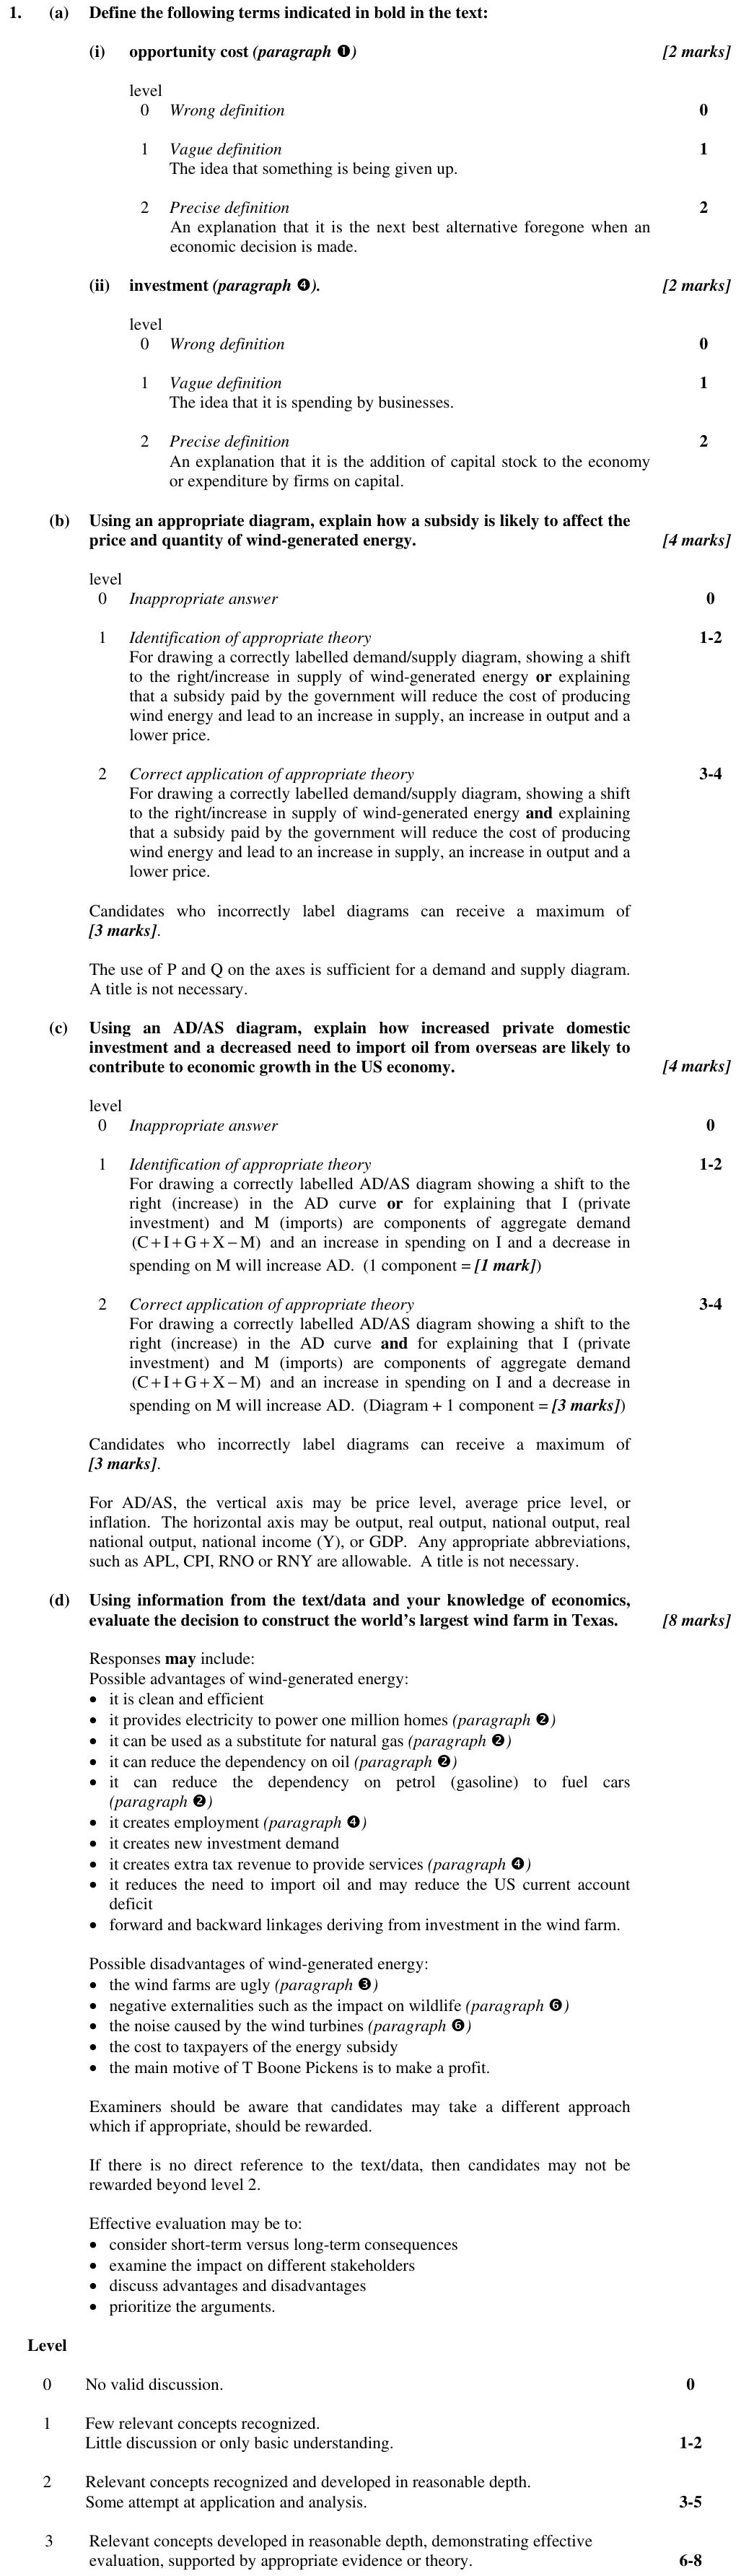 1. (a) Define the following terms indicated in bold in the text:
(i) opportunity cost (paragraph ❶) [2 marks]
level
0 Wrong definition 0
1 Vague definition 1
The idea that something is being given up.
2 Precise definition 2
An explanation that it is the next best alternative foregone when an
economic decision is made.
(ii) investment (paragraph ❹). [2 marks]
level
0 Wrong definition 0
1 Vague definition 1
The idea that it is spending by businesses.
2 Precise definition 2
An explanation that it is the addition of capital stock to the economy
or expenditure by firms on capital.
(b) Using an appropriate diagram, explain how a subsidy is likely to affect the
price and quantity of wind-generated energy. [4 marks]
level
0 Inappropriate answer 0
1 Identification of appropriate theory 1-2
For drawing a correctly labelled demand/supply diagram, showing a shift
to the right/increase in supply of wind-generated energy or explaining
that a subsidy paid by the government will reduce the cost of producing
wind energy and lead to an increase in supply, an increase in output and a
lower price.
2 Correct application of appropriate theory 3-4
For drawing a correctly labelled demand/supply diagram, showing a shift
to the right/increase in supply of wind-generated energy and explaining
that a subsidy paid by the government will reduce the cost of producing
wind energy and lead to an increase in supply, an increase in output and a
lower price.
Candidates who incorrectly label diagrams can receive a maximum of
[3 marks].
The use of P and Q on the axes is sufficient for a demand and supply diagram.
A title is not necessary.
(c) Using an AD/AS diagram, explain how increased private domestic
investment and a decreased need to import oil from overseas are likely to
contribute to economic growth in the US economy. [4 marks]
level
0 Inappropriate answer 0
1 Identification of appropriate theory 1-2
For drawing a correctly labelled AD/AS diagram showing a shift to the
right (increase) in the AD curve or for explaining that I (private
investment) and M (imports) are components of aggregate demand
(C+I+G+X−M) and an increase in spending on I and a decrease in
spending on M will increase AD. (1 component = [1 mark])
2 Correct application of appropriate theory 3-4
For drawing a correctly labelled AD/AS diagram showing a shift to the
right (increase) in the AD curve and for explaining that I (private
investment) and M (imports) are components of aggregate demand
(C+I+G+X−M) and an increase in spending on I and a decrease in
spending on M will increase AD. (Diagram + 1 component = [3 marks])
Candidates who incorrectly label diagrams can receive a maximum of
[3 marks].
For AD/AS, the vertical axis may be price level, average price level, or
inflation. The horizontal axis may be output, real output, national output, real
national output, national income (Y), or GDP. Any appropriate abbreviations,
such as APL, CPI, RNO or RNY are allowable. A title is not necessary.
(d) Using information from the text/data and your knowledge of economics,
evaluate the decision to construct the world's largest wind farm in Texas. [8 marks]
Responses may include:
Possible advantages of wind-generated energy:
• it is clean and efficient
• it provides electricity to power one million homes (paragraph ❷)
• it can be used as a substitute for natural gas (paragraph ❷)
• it can reduce the dependency on oil (paragraph ❷)
• it can reduce the dependency on petrol (gasoline) to fuel cars
(paragraph ❷)
• it creates employment (paragraph ❹)
• it creates new investment demand
• it creates extra tax revenue to provide services (paragraph ❹)
• it reduces the need to import oil and may reduce the US current account
deficit
• forward and backward linkages deriving from investment in the wind farm.
Possible disadvantages of wind-generated energy:
• the wind farms are ugly (paragraph ❸)
• negative externalities such as the impact on wildlife (paragraph ❻)
• the noise caused by the wind turbines (paragraph ❻)
• the cost to taxpayers of the energy subsidy
• the main motive of T Boone Pickens is to make a profit.
Examiners should be aware that candidates may take a different approach
which if appropriate, should be rewarded.
If there is no direct reference to the text/data, then candidates may not be
rewarded beyond level 2.
Effective evaluation may be to:
• consider short-term versus long-term consequences
• examine the impact on different stakeholders
• discuss advantages and disadvantages
• prioritize the arguments.
Level
0 No valid discussion. 0
1 Few relevant concepts recognized.
Little discussion or only basic understanding. 1-2
2 Relevant concepts recognized and developed in reasonable depth.
Some attempt at application and analysis. 3-5
3 Relevant concepts developed in reasonable depth, demonstrating effective
evaluation, supported by appropriate evidence or theory. 6-8